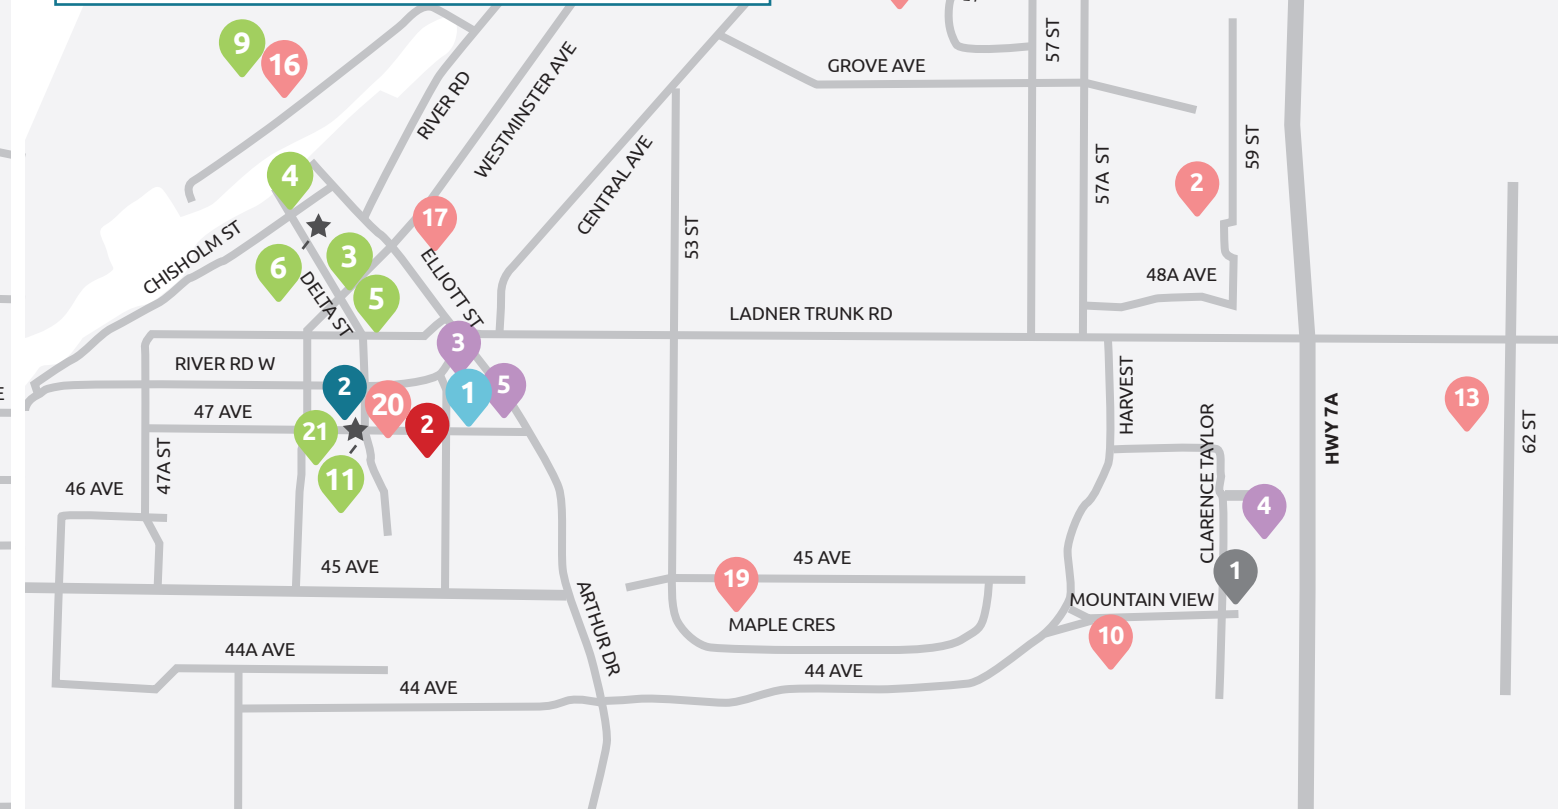 57 ST
9
16
GROVE AVE
RIVER RD
WESTMINSTER AVE
59 ST
CENTRAL AVE
57A ST
4
2
17
53 ST
CHISHOLM ST
3
6
ELLIOTT ST
48A AVE
5
DELTA ST
LADNER TRUNK RD
3
RIVER RD W
HARVEST
2
1
5
20
13
47 AVE
2
21
HWY 7A
62 ST
47A ST
11
CLARENCE TAYLOR
46 AVE
4
45 AVE
45 AVE
19
1
MOUNTAIN VIEW
ARTHUR DR
MAPLE CRES
10
44A AVE
44 AVE
44 AVE